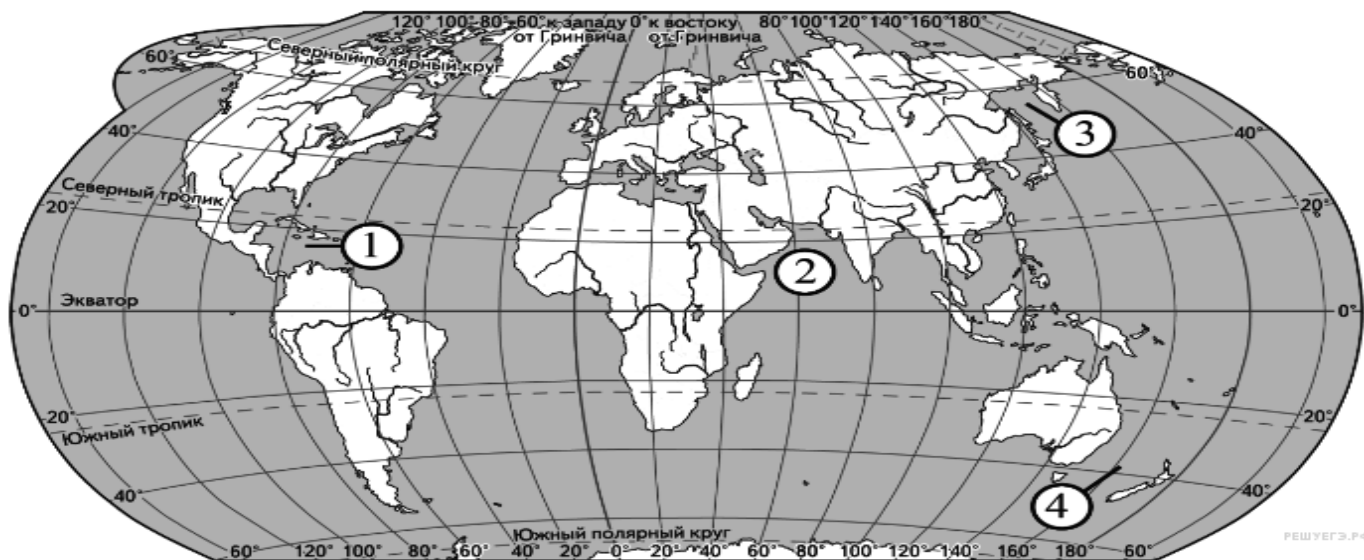 120° 100° 80° 60° к западу 0° к востоку 80° 100° 120° 140° 160° 180°
от Гринвича от Гринвича
60° Северный полярный круг 60°
3
40° 40°
Северный тропик
20° 20°
1
2
Экватор
0° 0°
20° 20°
Южный тропик
40° 40°
4
Южный полярный круг
60° 120° 100° 80° 60° 40° 20° 0° 20° 40° 60° 80° 100° 120° 140° 160° 60°
РЕШУЕГЭ.РФ